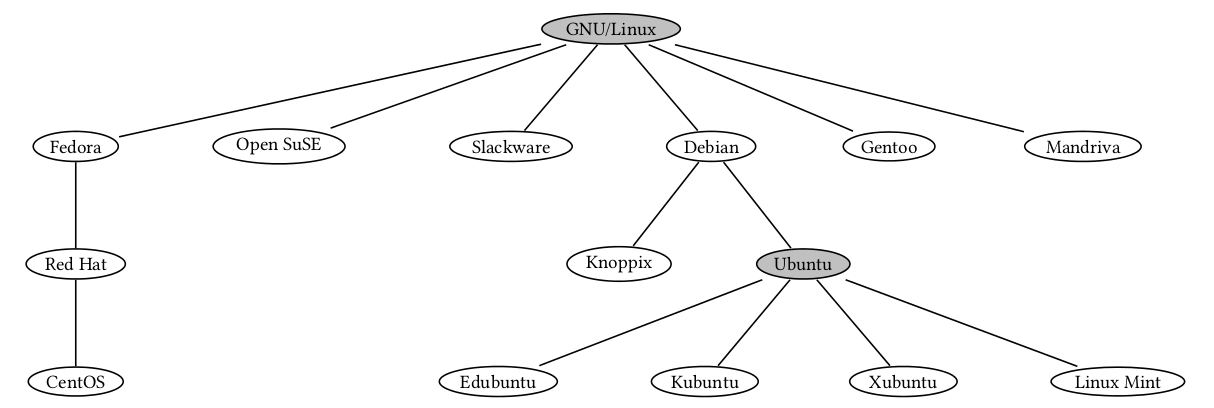 GNU/Linux
Fedora
Open SuSE
Slackware
Debian
Gentoo
Mandriva
Red Hat
Knoppix
Ubuntu
CentOS
Edubuntu
Kubuntu
Xubuntu
Linux Mint